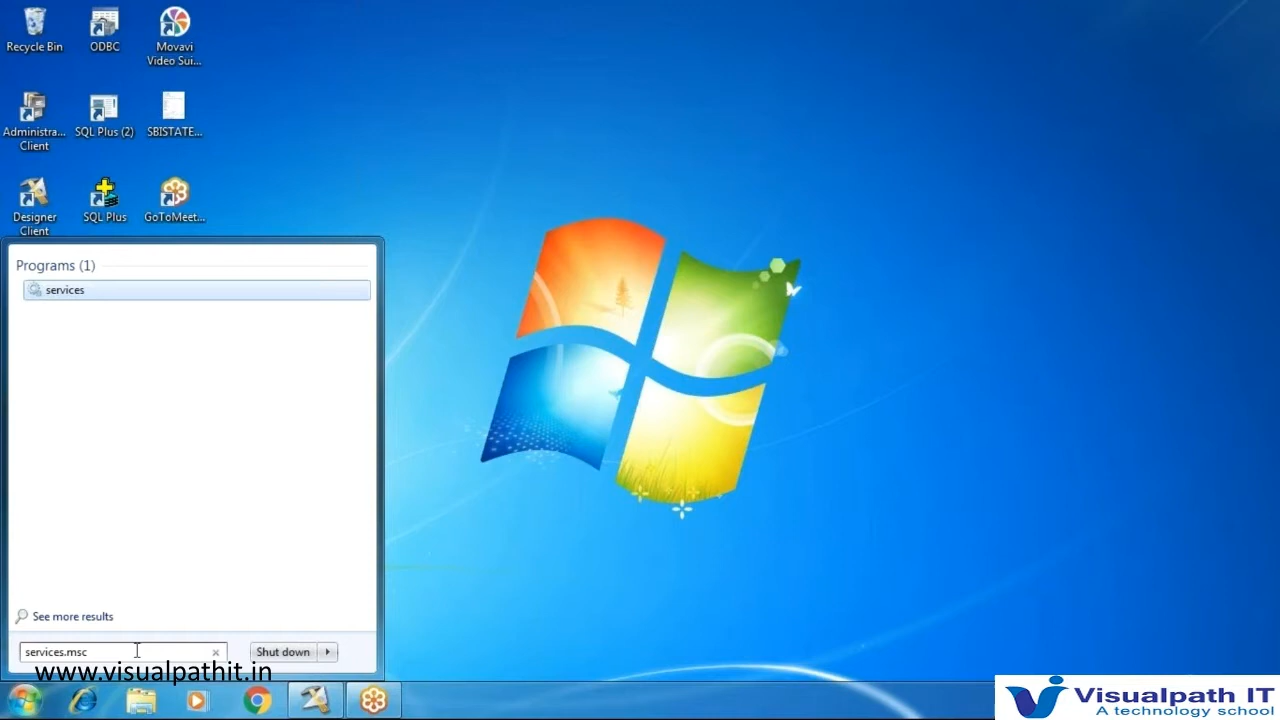 Recycle Bin
ODBC
Movavi
Video Sui...
Administra...
Client
SQL Plus (2)
SBISTATE...
Designer
Client
SQL Plus
GoToMeet...
Programs (1)
services
See more results
services.msc
Shut down
www.visualpathit.in
Visualpath IT
A technology school